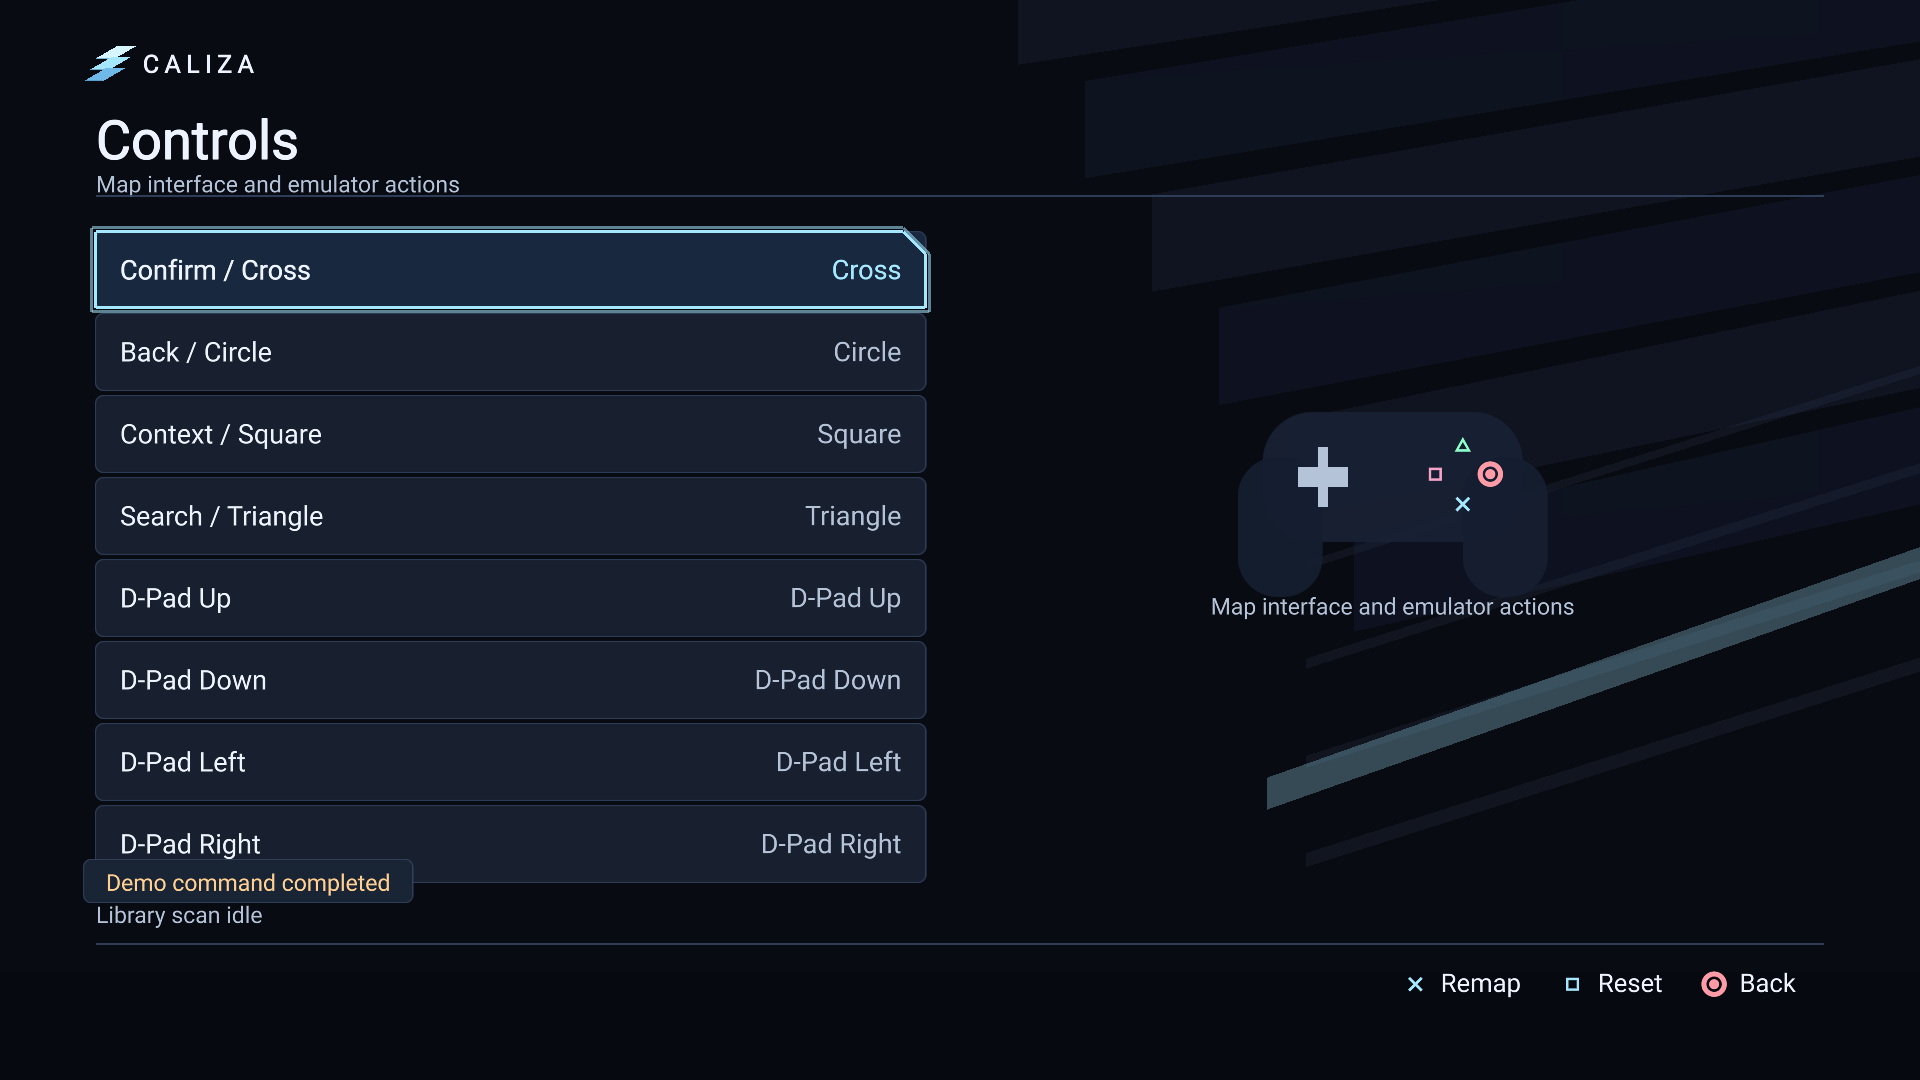 CALIZA
Controls
Map interface and emulator actions
Confirm / Cross Cross
Back / Circle Circle
Context / Square Square
Search / Triangle Triangle
D-Pad Up D-Pad Up
D-Pad Down D-Pad Down
D-Pad Left D-Pad Left
D-Pad Right D-Pad Right
Map interface and emulator actions
Demo command completed
Library scan idle
Remap Reset Back